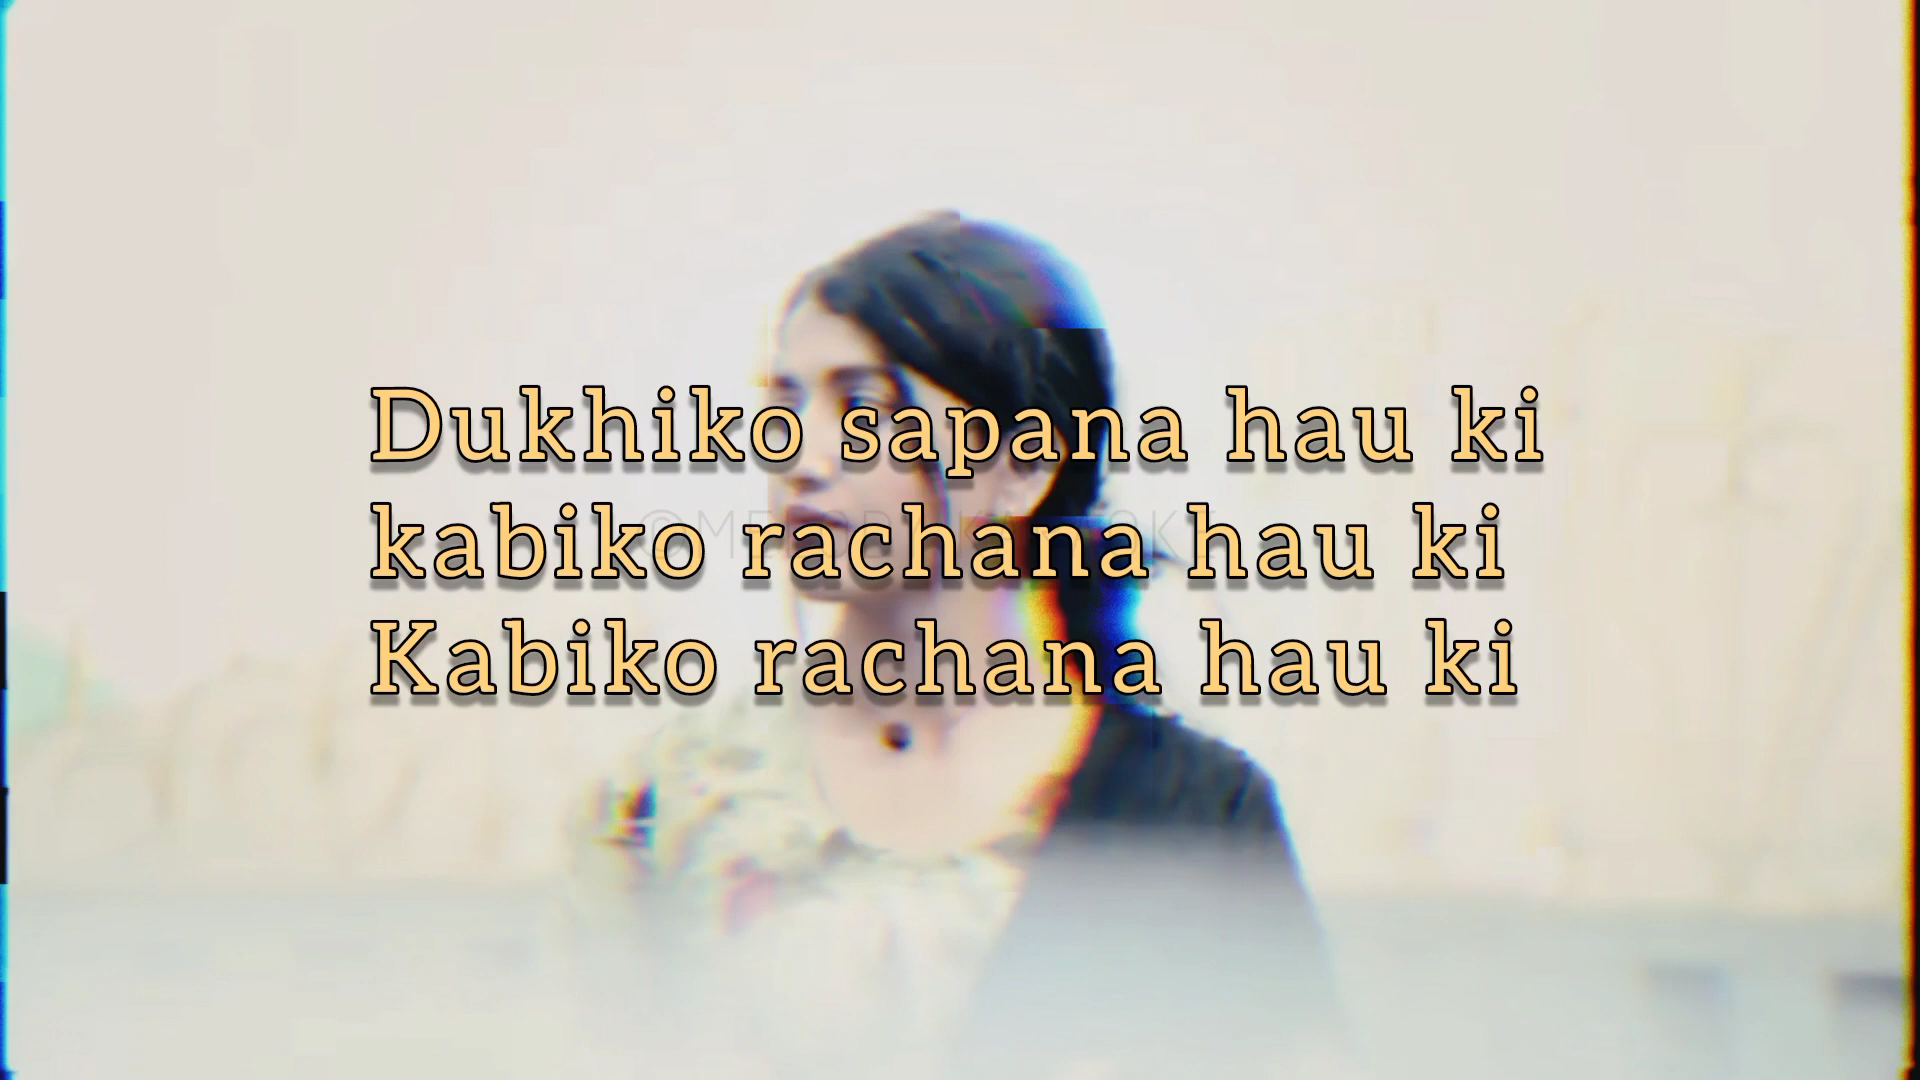 Dukhiko sapana hau ki
kabiko rachana hau ki
Kabiko rachana hau ki